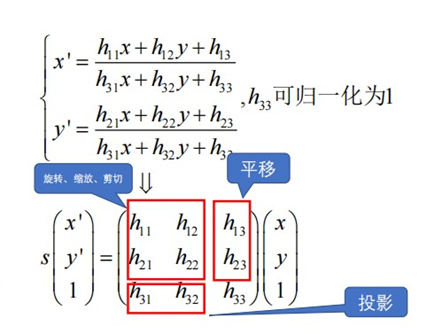 x' = (h₁₁x + h₁₂y + h₁₃) / (h₃₁x + h₃₂y + h₃₃)
, h₃₃可归一化为1
y' = (h₂₁x + h₂₂y + h₂₃) / (h₃₁x + h₃₂y + h₃₃)
旋转、缩放、剪切
⇓
平移
s (x' y' 1) = (h₁₁ h₁₂ h₁₃
h₂₁ h₂₂ h₂₃
h₃₁ h₃₂ h₃₃) (x y 1)
投影